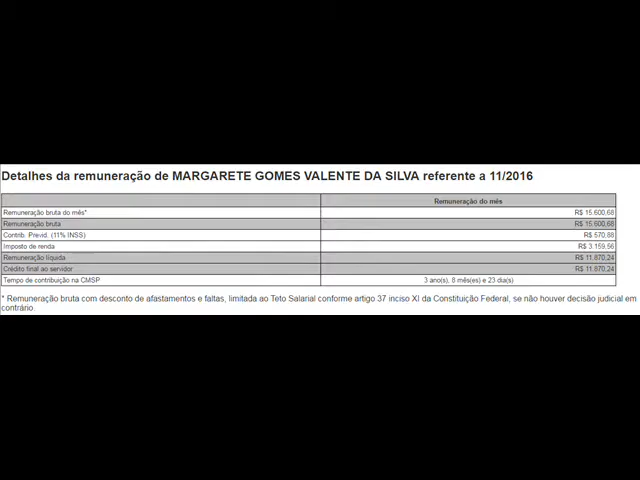 Detalhes da remuneração de MARGARETE GOMES VALENTE DA SILVA referente a 11/2016
Remuneração do mês
Remuneração bruta do mês* R$ 15.600,68
Remuneração bruta R$ 15.600,68
Contrib. Previd. (11% INSS) R$ 570,88
Imposto de renda R$ 3.159,56
Remuneração líquida R$ 11.870,24
Crédito final ao servidor R$ 11.870,24
Tempo de contribuição na CMSP 3 ano(s), 8 mês(es) e 23 dia(s)
* Remuneração bruta com desconto de afastamentos e faltas, limitada ao Teto Salarial conforme artigo 37 inciso XI da Constituição Federal, se não houver decisão judicial em
contrário.